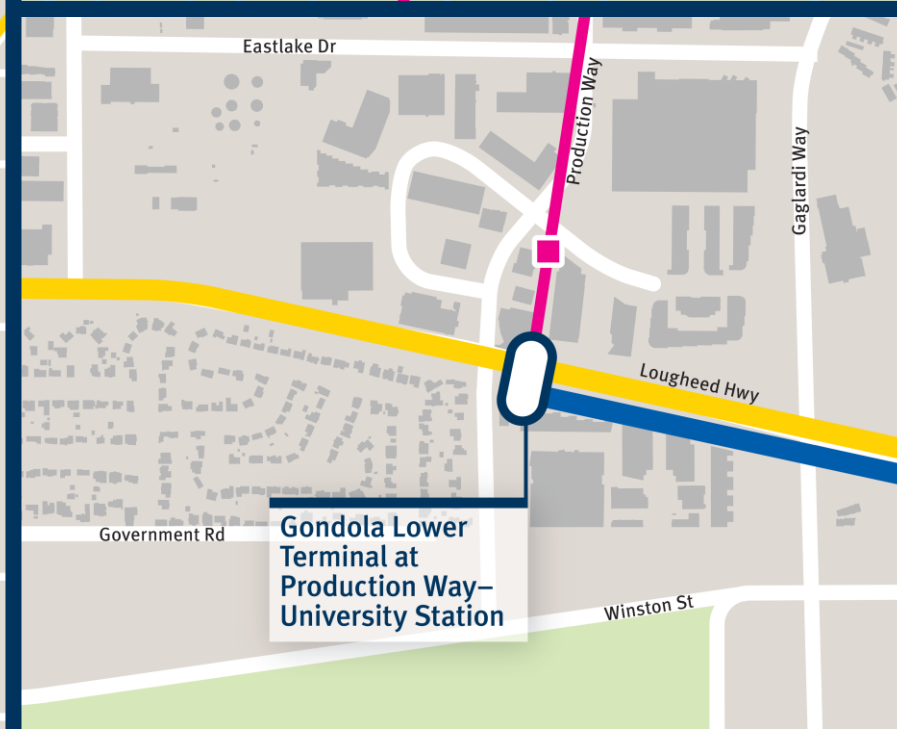 Eastlake Dr
Production Way
Gaglardi Way
Lougheed Hwy
Government Rd
Gondola Lower
Terminal at
Production Way–
University Station
Winston St